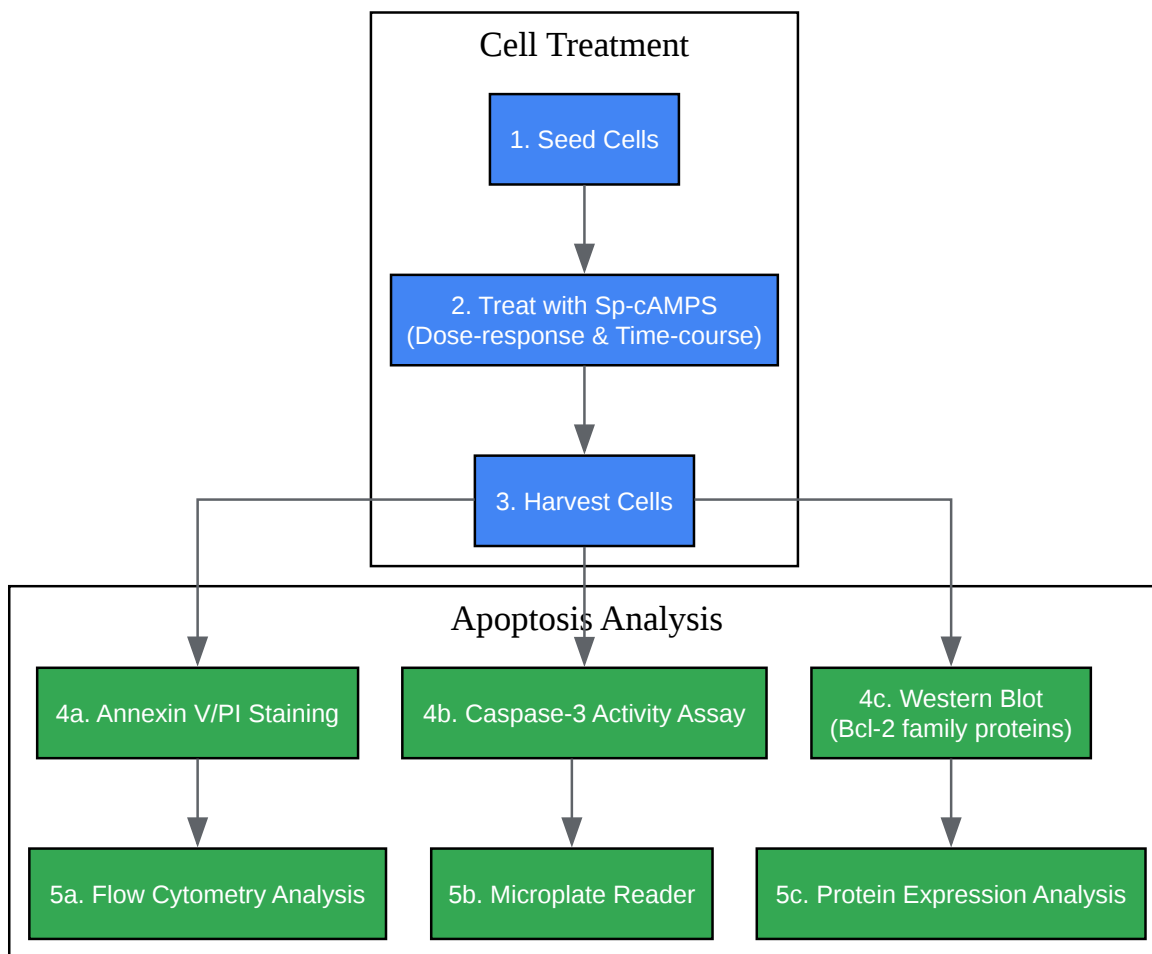 Cell Treatment
1. Seed Cells
2. Treat with Sp-cAMPS
(Dose-response & Time-course)
3. Harvest Cells
Apoptosis Analysis
4a. Annexin V/PI Staining
4b. Caspase-3 Activity Assay
4c. Western Blot
(Bcl-2 family proteins)
5a. Flow Cytometry Analysis
5b. Microplate Reader
5c. Protein Expression Analysis